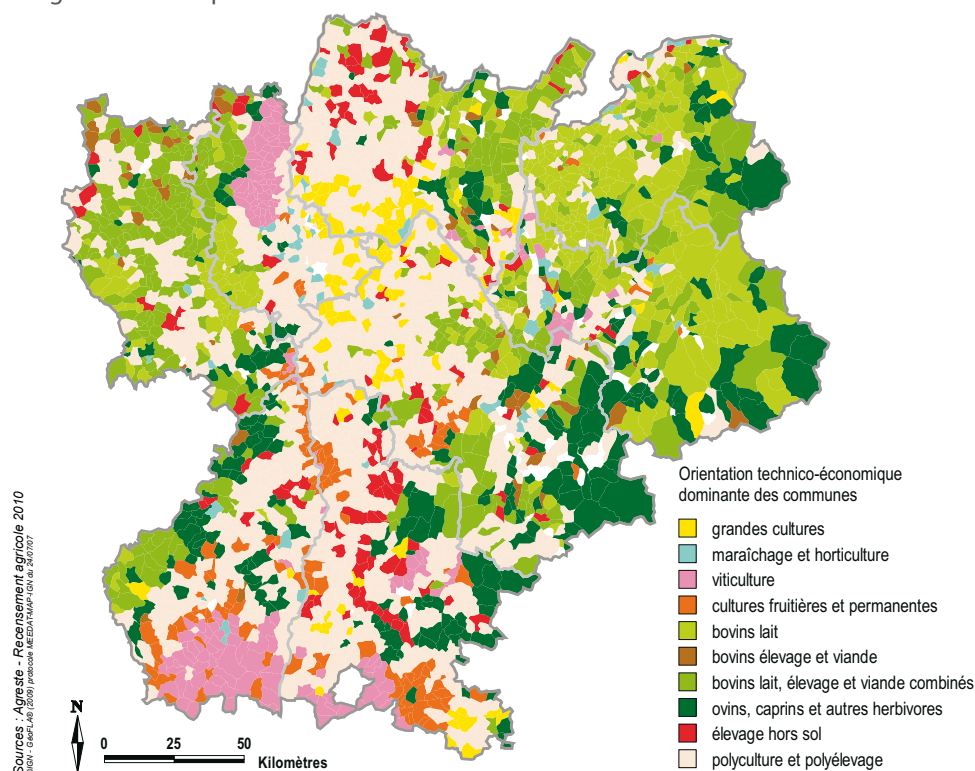 Orientation technico-économique
dominante des communes
grandes cultures
maraîchage et horticulture
viticulture
cultures fruitières et permanentes
bovins lait
bovins élevage et viande
bovins lait, élevage et viande combinés
ovins, caprins et autres herbivores
élevage hors sol
polyculture et polyélevage
N
0 25 50
Kilomètres
Sources : Agreste - Recensement agricole 2010